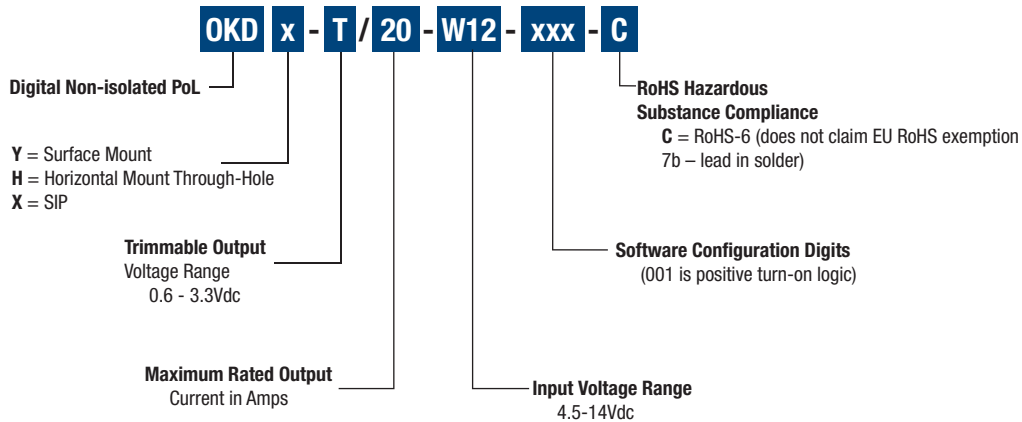 OKD x - T / 20 - W12 - xxx - C
Digital Non-isolated PoL
Y = Surface Mount
H = Horizontal Mount Through-Hole
X = SIP
Trimmable Output
Voltage Range
0.6 - 3.3Vdc
Maximum Rated Output
Current in Amps
RoHS Hazardous
Substance Compliance
C = RoHS-6 (does not claim EU RoHS exemption
7b – lead in solder)
Software Configuration Digits
(001 is positive turn-on logic)
Input Voltage Range
4.5-14Vdc